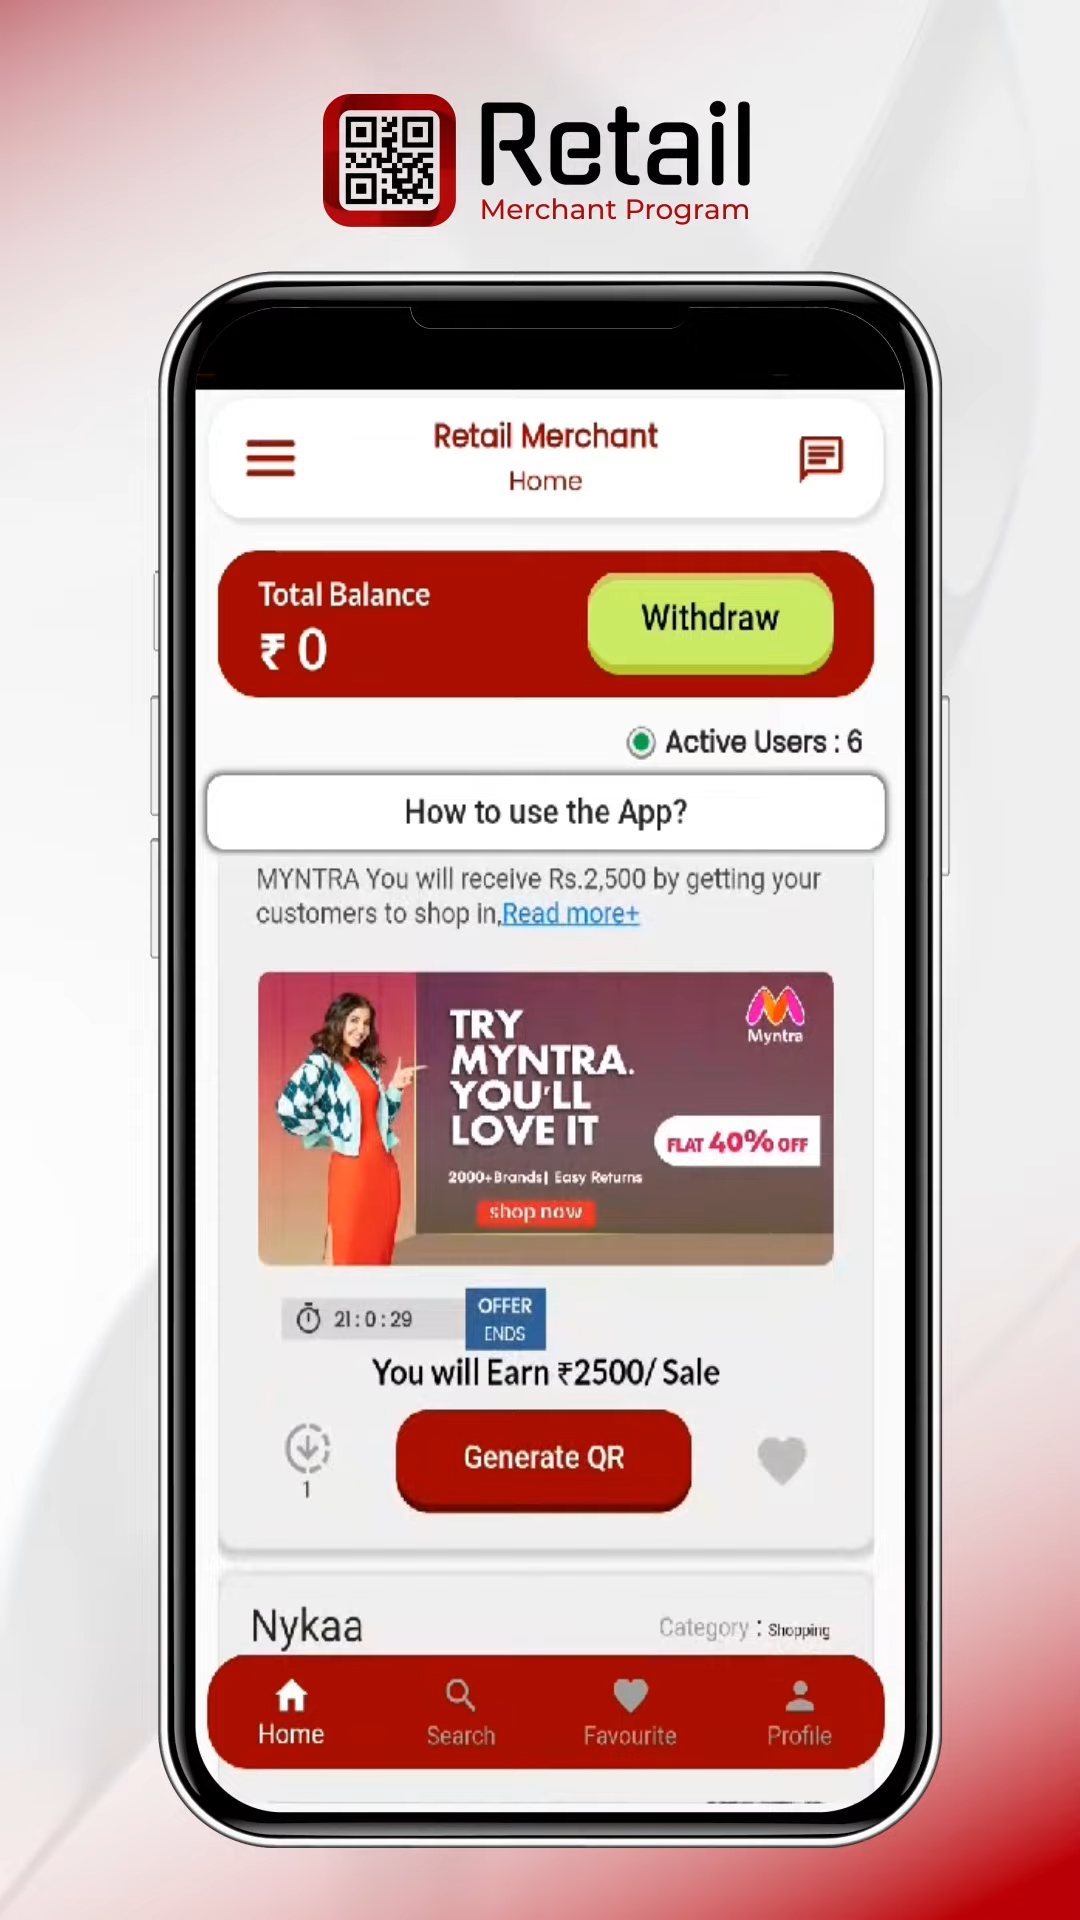 Retail
Merchant Program
Retail Merchant
Home
Total Balance
₹ 0
Withdraw
Active Users : 6
How to use the App?
MYNTRA You will receive Rs.2,500 by getting your
customers to shop in,Read more+
TRY
MYNTRA.
YOU'LL
LOVE IT
Myntra
FLAT 40% OFF
2000+Brands| Easy Returns
shop now
21 : 0 : 29
OFFER
ENDS
You will Earn ₹2500/ Sale
1
Generate QR
Nykaa
Category : Shopping
Home
Search
Favourite
Profile